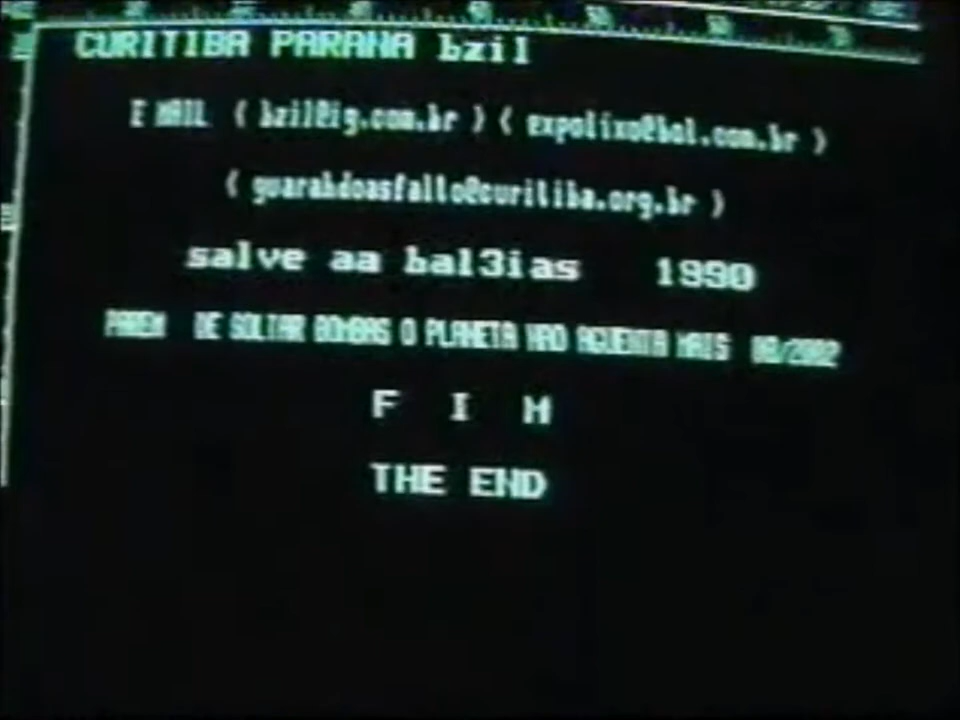 CURITIBA PARANA bzil
E MAIL ( bzil@ig.com.br ) ( expolixo@bol.com.br )
( guarahdoasfalto@curitiba.org.br )
salve aa bal3ias 1990
PAREM DE SOLTAR BOMBAS O PLANETA NAO AGUENTA MAIS 08/2002
F I M
THE END